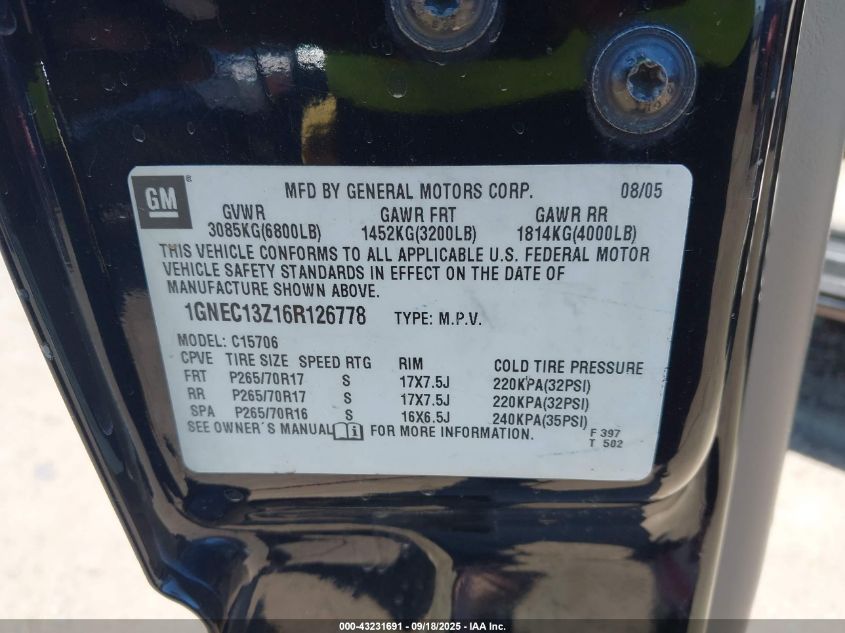 GM ® MFD BY GENERAL MOTORS CORP. 08/05
GVWR GAWR FRT GAWR RR
3085KG(6800LB) 1452KG(3200LB) 1814KG(4000LB)
THIS VEHICLE CONFORMS TO ALL APPLICABLE U.S. FEDERAL MOTOR
VEHICLE SAFETY STANDARDS IN EFFECT ON THE DATE OF
MANUFACTURE SHOWN ABOVE.
1GNEC13Z16R126778 TYPE: M.P.V.
MODEL: C15706
CPVE TIRE SIZE SPEED RTG RIM COLD TIRE PRESSURE
FRT P265/70R17 S 17X7.5J 220KPA(32PSI)
RR P265/70R17 S 17X7.5J 220KPA(32PSI)
SPA P265/70R16 S 16X6.5J 240KPA(35PSI)
SEE OWNER'S MANUAL i FOR MORE INFORMATION. F 397
T 502
000-43231691 - 09/18/2025 - IAA Inc.